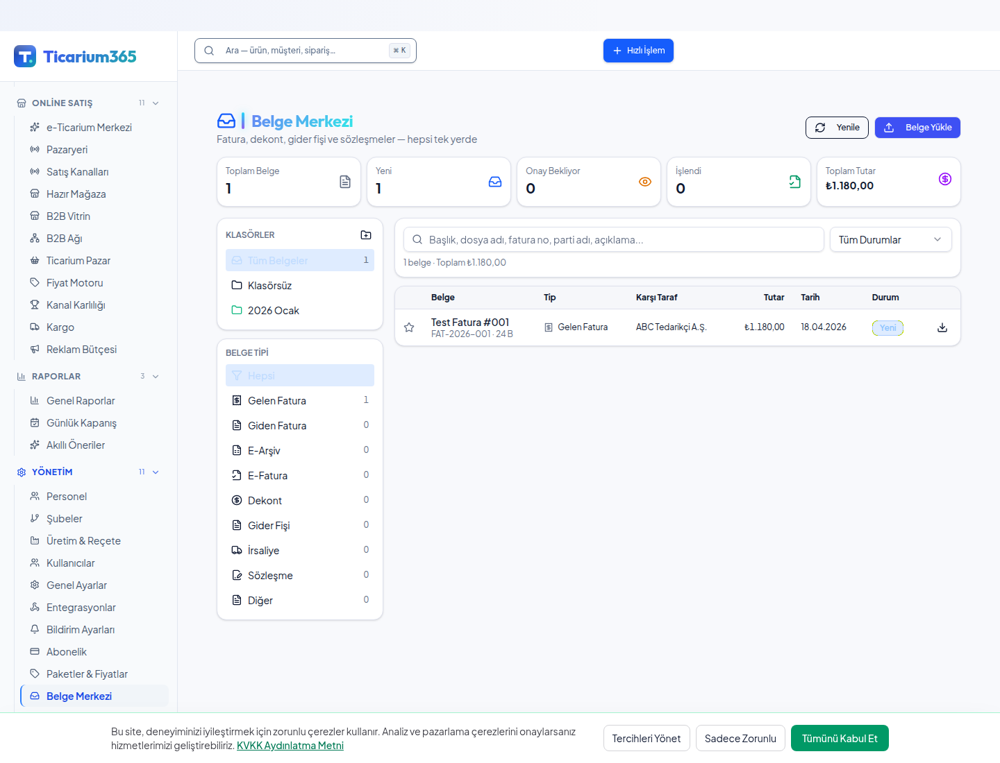 Ticarium365
Ara — ürün, müşteri, sipariş...
⌘ K
Hızlı İşlem
ONLİNE SATIŞ 11
e-Ticarium Merkezi
Pazaryeri
Satış Kanalları
Hazır Mağaza
B2B Vitrin
B2B Ağı
Ticarium Pazar
Fiyat Motoru
Kanal Karlılığı
Kargo
Reklam Bütçesi
RAPORLAR 3
Genel Raporlar
Günlük Kapanış
Akıllı Öneriler
YÖNETİM 11
Personel
Şubeler
Üretim & Reçete
Kullanıcılar
Genel Ayarlar
Entegrasyonlar
Bildirim Ayarları
Abonelik
Paketler & Fiyatlar
Belge Merkezi
Belge Merkezi
Fatura, dekont, gider fişi ve sözleşmeler — hepsi tek yerde
Yenile
Belge Yükle
Toplam Belge
1
Yeni
1
Onay Bekliyor
0
İşlendi
0
Toplam Tutar
₺1.180,00
KLASÖRLER
Tüm Belgeler 1
Klasörsüz
2026 Ocak
BELGE TİPİ
Hepsi
Gelen Fatura 1
Giden Fatura 0
E-Arşiv 0
E-Fatura 0
Dekont 0
Gider Fişi 0
İrsaliye 0
Sözleşme 0
Diğer 0
Başlık, dosya adı, fatura no, parti adı, açıklama...
Tüm Durumlar
1 belge · Toplam ₺1.180,00
Belge Tip Karşı Taraf Tutar Tarih Durum
Test Fatura #001 Gelen Fatura ABC Tedarikçi A.Ş. ₺1.180,00 18.04.2026 Yeni
FAT-2026-001 · 24 B
Bu site, deneyiminizi iyileştirmek için zorunlu çerezler kullanır. Analiz ve pazarlama çerezlerini onaylarsanız
hizmetlerimizi geliştirebiliriz. KVKK Aydınlatma Metni
Tercihleri Yönet
Sadece Zorunlu
Tümünü Kabul Et